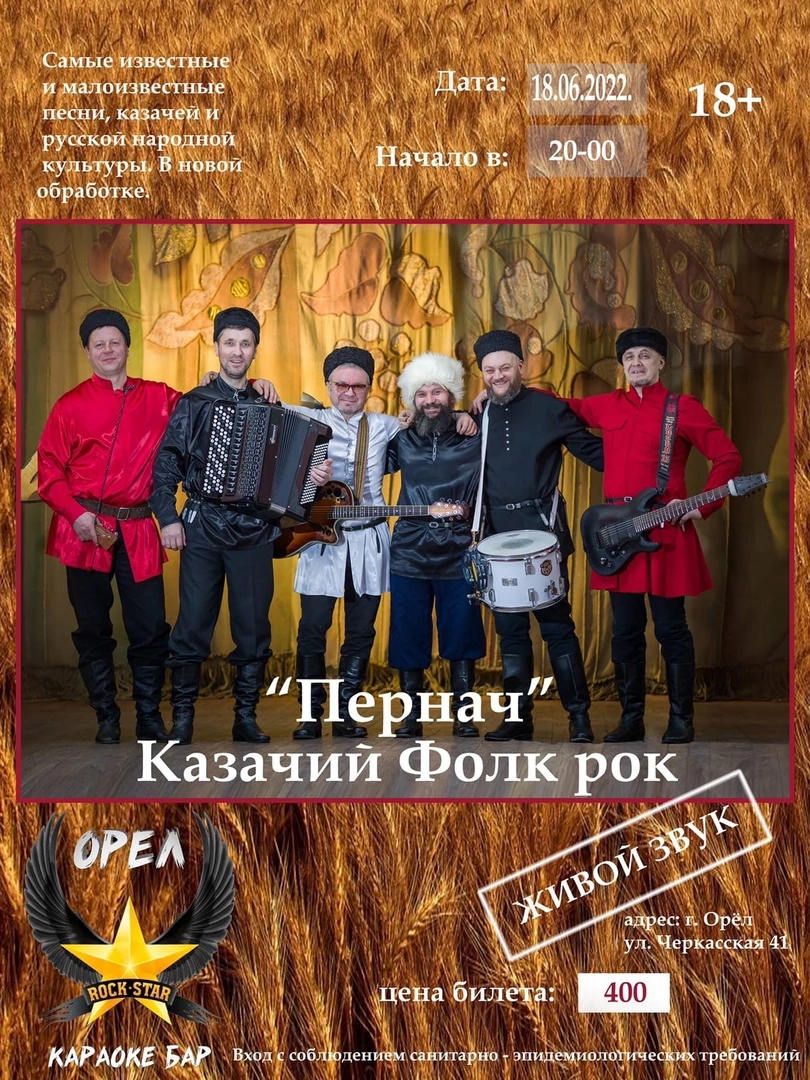 Самые известные
и малоизвестные
песни, казачей и
русской народной
культуры. В новой
обработке.
Дата: 18.06.2022.
18+
Начало в: 20-00
“Пернач”
Казачий Фолк рок
ОРЕЛ
ROCK-STAR
КАРАОКЕ БАР
ЖИВОЙ ЗВУК
адрес: г. Орёл
ул. Черкасская 41
цена билета: 400
Вход с соблюдением санитарно - эпидемиологических требований